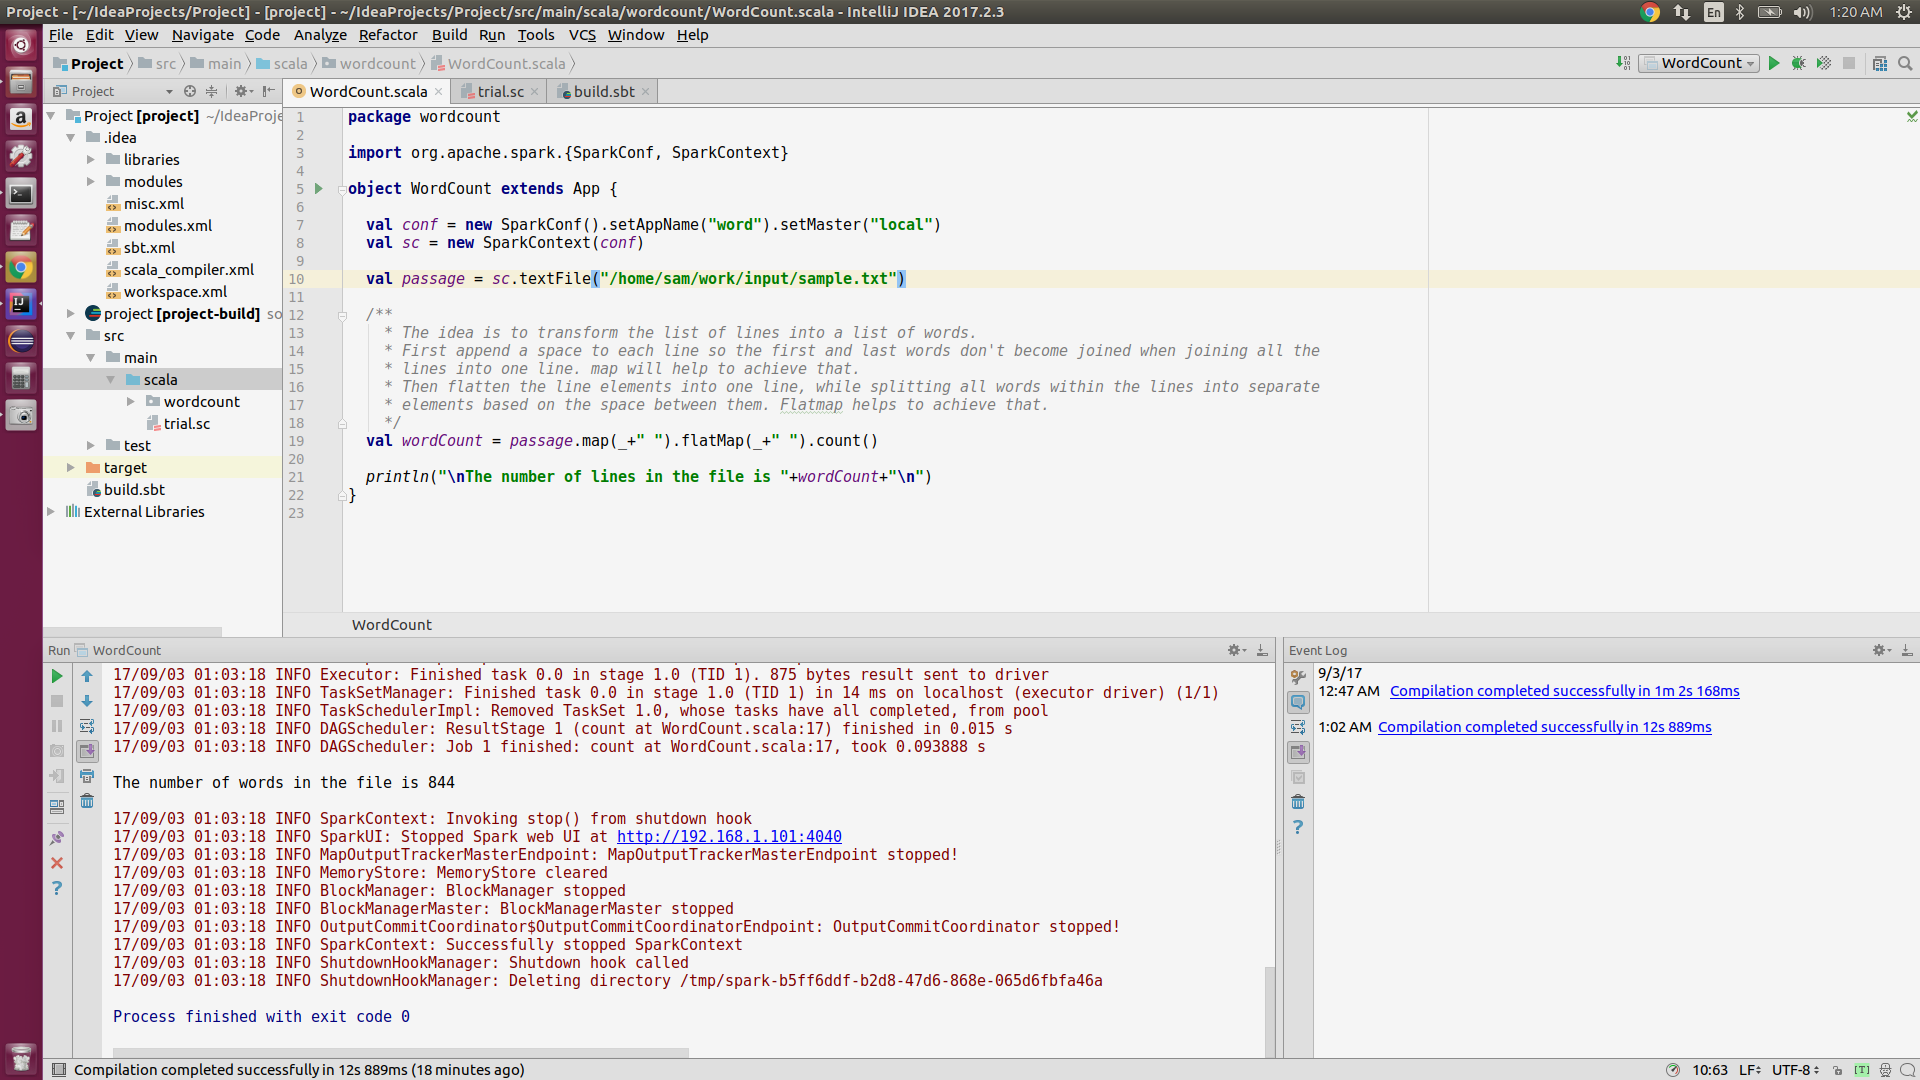 Project - [~/IdeaProjects/Project] - [project] - ~/IdeaProjects/Project/src/main/scala/wordcount/WordCount.scala - IntelliJ IDEA 2017.2.3
En
1:20 AM
File Edit View Navigate Code Analyze Refactor Build Run Tools VCS Window Help
Project src main scala wordcount WordCount.scala
WordCount
Project
WordCount.scala trial.sc build.sbt
Project [project] ~/IdeaProje
.idea
libraries
modules
misc.xml
modules.xml
sbt.xml
scala_compiler.xml
workspace.xml
project [project-build] so
src
main
scala
wordcount
trial.sc
test
target
build.sbt
External Libraries
1 package wordcount
2
3 import org.apache.spark.{SparkConf, SparkContext}
4
5 object WordCount extends App {
6
7 val conf = new SparkConf().setAppName("word").setMaster("local")
8 val sc = new SparkContext(conf)
9
10 val passage = sc.textFile("/home/sam/work/input/sample.txt")
11
12 /**
13 * The idea is to transform the list of lines into a list of words.
14 * First append a space to each line so the first and last words don't become joined when joining all the
15 * lines into one line. map will help to achieve that.
16 * Then flatten the line elements into one line, while splitting all words within the lines into separate
17 * elements based on the space between them. Flatmap helps to achieve that.
18 */
19 val wordCount = passage.map(_+" ").flatMap(_+" ").count()
20
21 println("\nThe number of lines in the file is "+wordCount+"\n")
22 }
23
WordCount
Run WordCount
17/09/03 01:03:18 INFO Executor: Finished task 0.0 in stage 1.0 (TID 1). 875 bytes result sent to driver
17/09/03 01:03:18 INFO TaskSetManager: Finished task 0.0 in stage 1.0 (TID 1) in 14 ms on localhost (executor driver) (1/1)
17/09/03 01:03:18 INFO TaskSchedulerImpl: Removed TaskSet 1.0, whose tasks have all completed, from pool
17/09/03 01:03:18 INFO DAGScheduler: ResultStage 1 (count at WordCount.scala:17) finished in 0.015 s
17/09/03 01:03:18 INFO DAGScheduler: Job 1 finished: count at WordCount.scala:17, took 0.093888 s
The number of words in the file is 844
17/09/03 01:03:18 INFO SparkContext: Invoking stop() from shutdown hook
17/09/03 01:03:18 INFO SparkUI: Stopped Spark web UI at http://192.168.1.101:4040
17/09/03 01:03:18 INFO MapOutputTrackerMasterEndpoint: MapOutputTrackerMasterEndpoint stopped!
17/09/03 01:03:18 INFO MemoryStore: MemoryStore cleared
17/09/03 01:03:18 INFO BlockManager: BlockManager stopped
17/09/03 01:03:18 INFO BlockManagerMaster: BlockManagerMaster stopped
17/09/03 01:03:18 INFO OutputCommitCoordinator$OutputCommitCoordinatorEndpoint: OutputCommitCoordinator stopped!
17/09/03 01:03:18 INFO SparkContext: Successfully stopped SparkContext
17/09/03 01:03:18 INFO ShutdownHookManager: Shutdown hook called
17/09/03 01:03:18 INFO ShutdownHookManager: Deleting directory /tmp/spark-b5ff6ddf-b2d8-47d6-868e-065d6fbfa46a
Process finished with exit code 0
Event Log
9/3/17
12:47 AM Compilation completed successfully in 1m 2s 168ms
1:02 AM Compilation completed successfully in 12s 889ms
Compilation completed successfully in 12s 889ms (18 minutes ago)
10:63 LF UTF-8 [T]